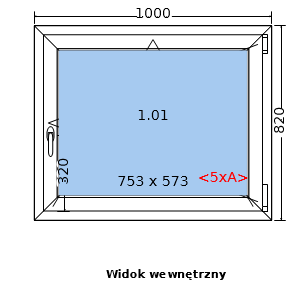 1000
1.01
820
320
753 x 573
<5xA>
Widok wewnętrzny